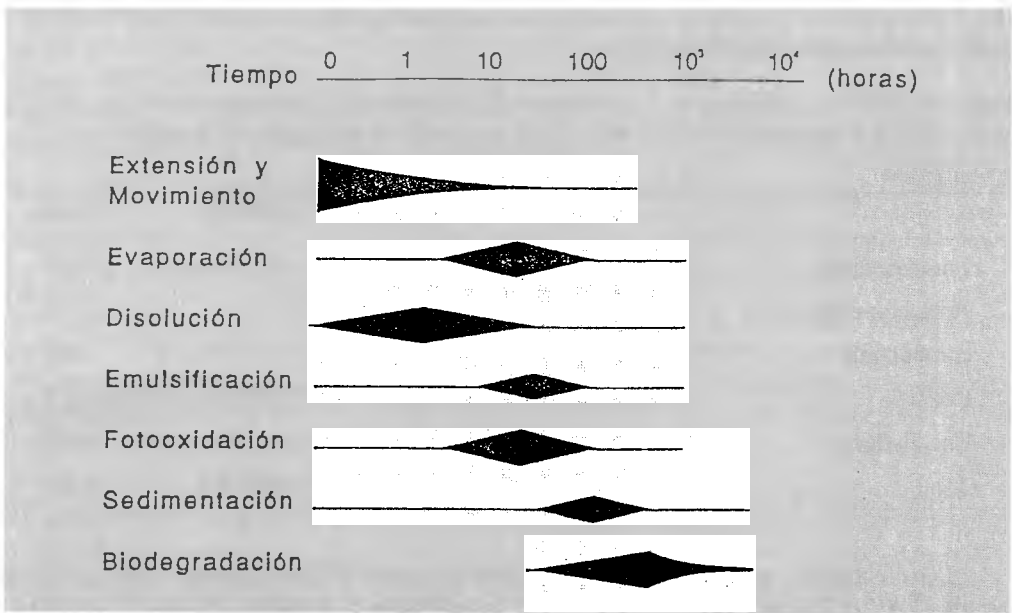 0 1 10 100 10³ 10⁴
Tiempo (horas)
Extensión y
Movimiento
Evaporación
Disolución
Emulsificación
Fotooxidación
Sedimentación
Biodegradación